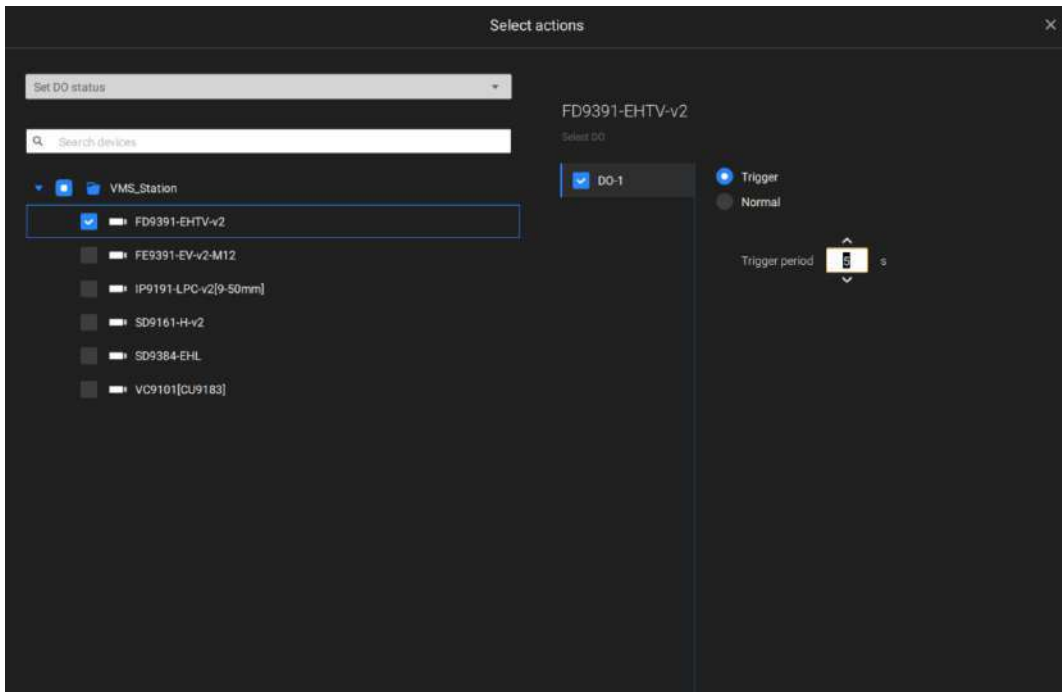 Select actions
Set DO status
Search devices
VMS_Station
FD9391-EHTV-v2
FE9391-EV-v2-M12
IP9191-LPC-v2[9-50mm]
SD9161-H-v2
SD9384-EHL
VC9101[CU9183]
FD9391-EHTV-v2
Select DO
DO-1
Trigger
Normal
Trigger period 5 s